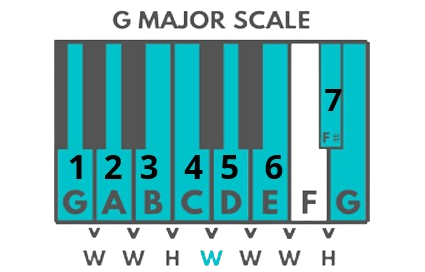 G MAJOR SCALE
7
F#
1 2 3 4 5 6
G A B C D E F G
v v v v v v v
W W H W W W H